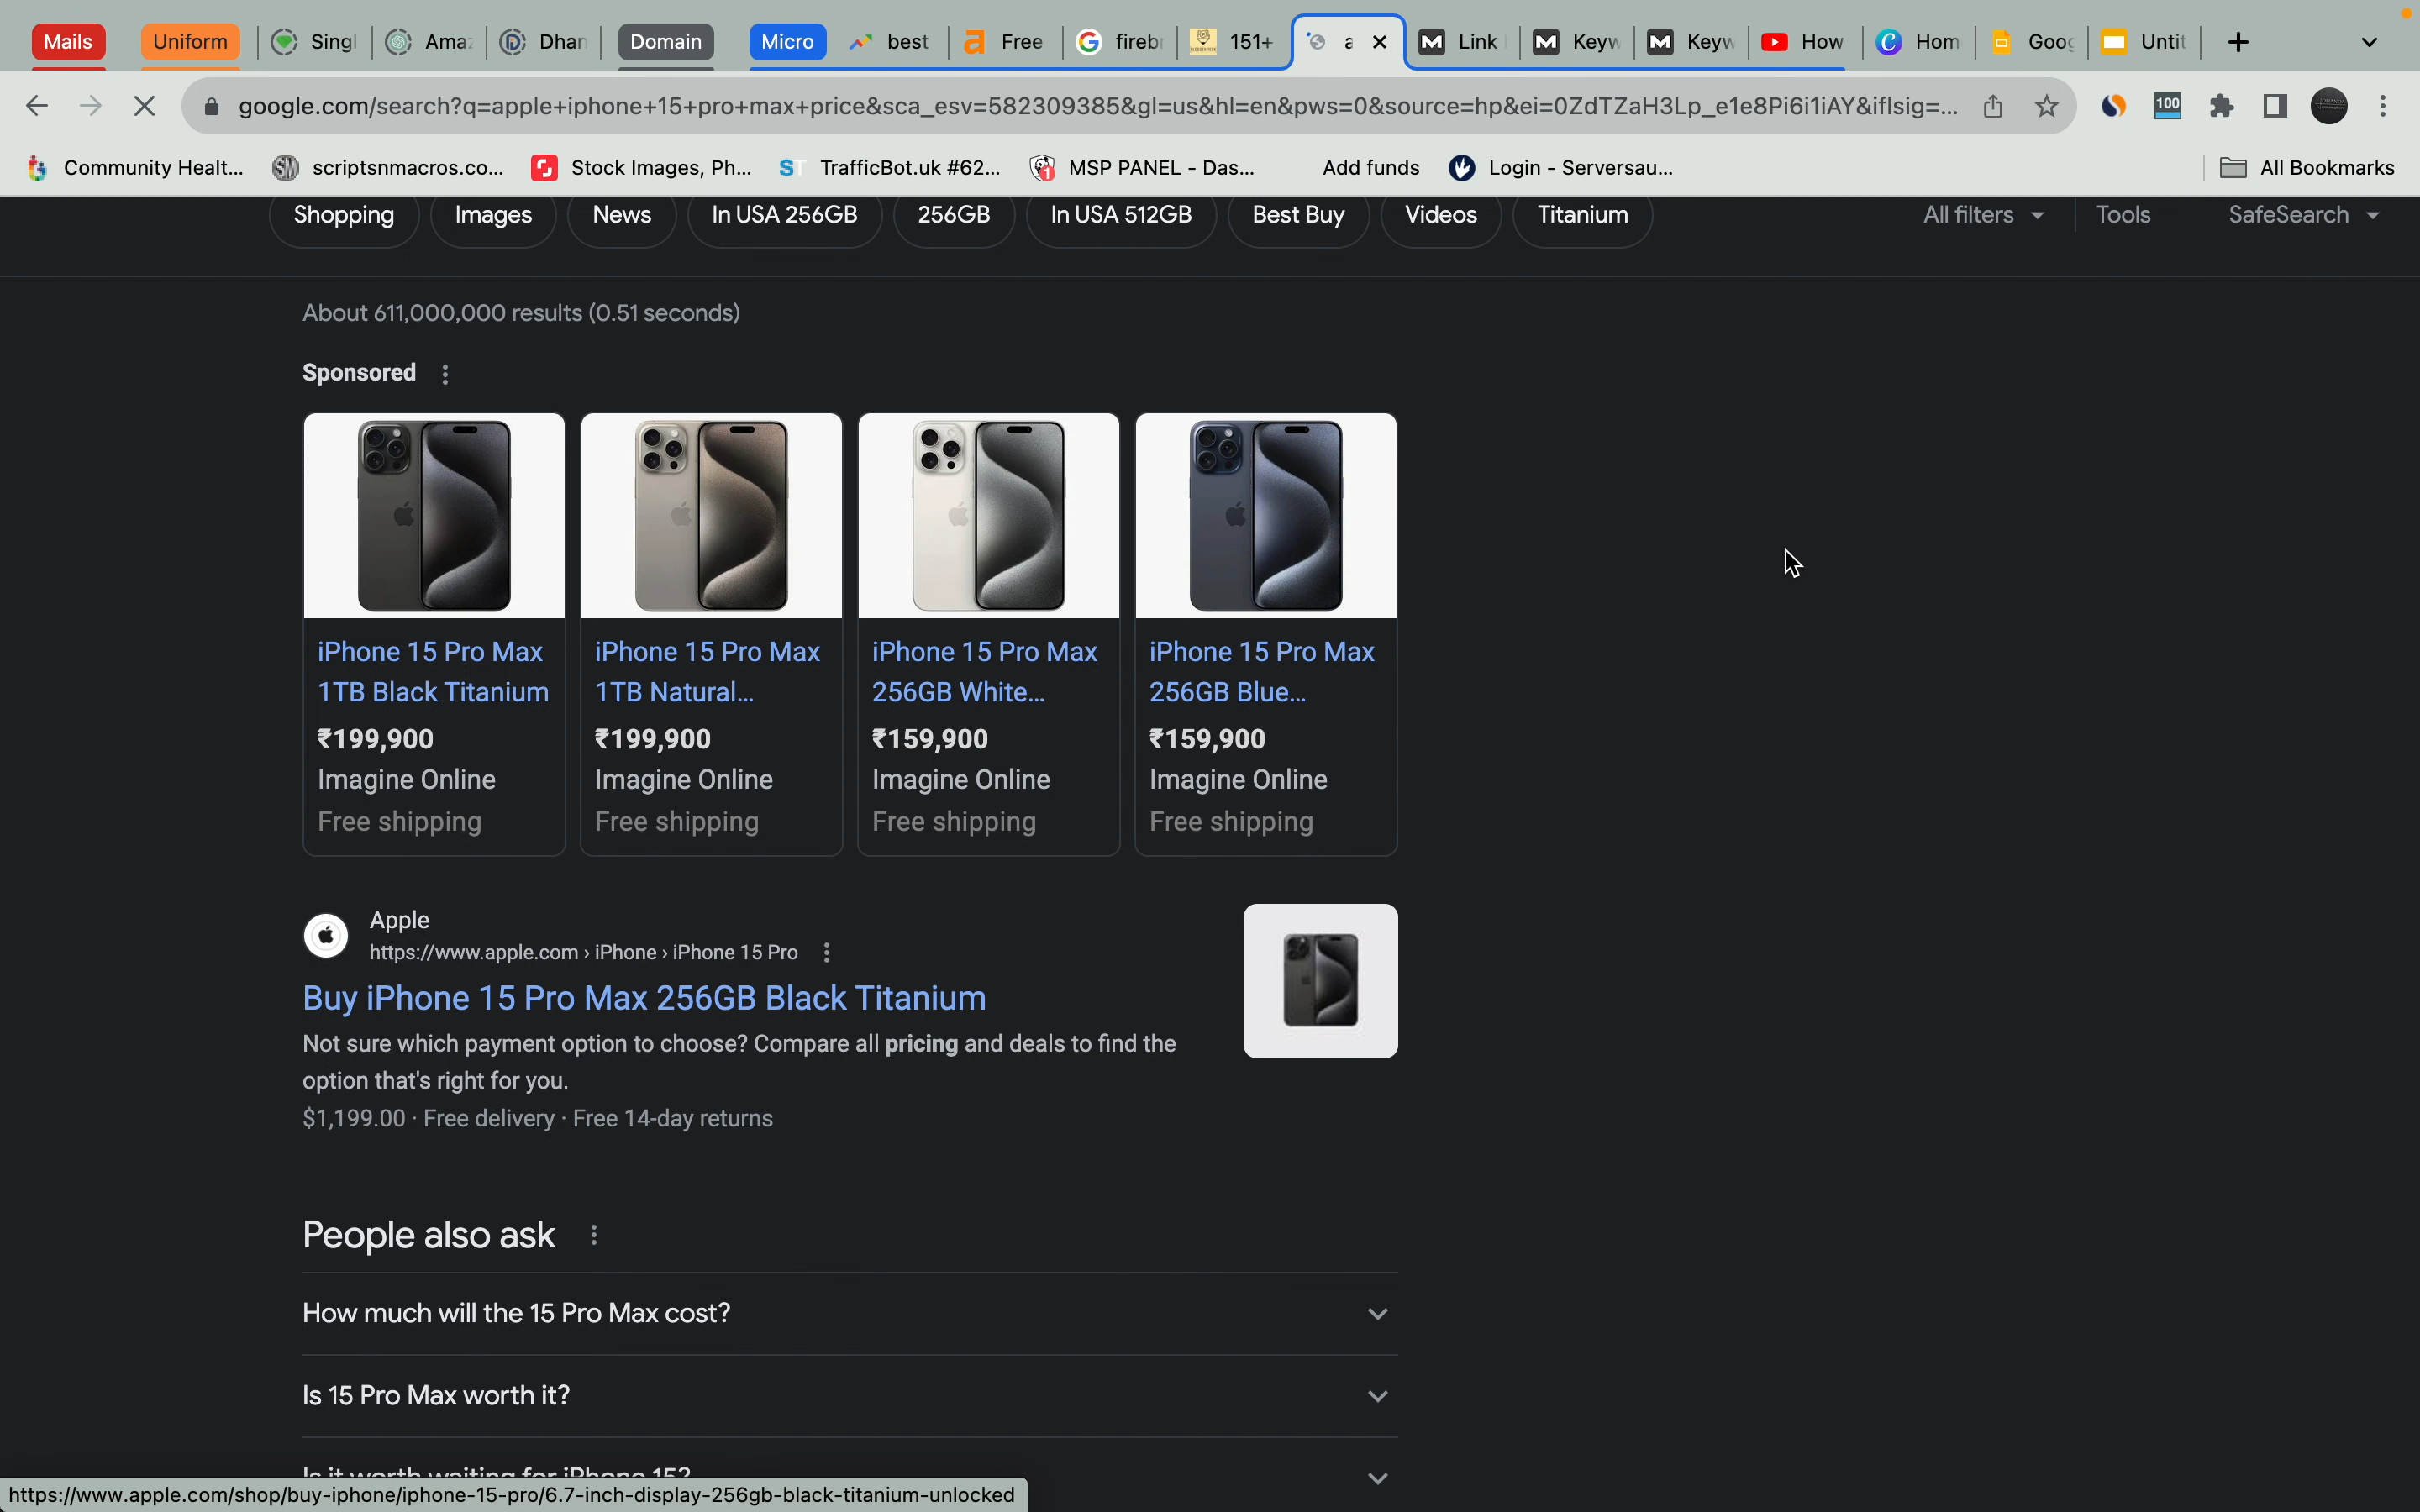 Mails
Uniform
Singl
Ama
Dhan
Domain
Micro
best
Free
firebr
151+
a
Link
Keyw
Keyw
How
Hom
Goog
Untit
google.com/search?q=apple+iphone+15+pro+max+price&sca_esv=582309385&gl=us&hl=en&pws=0&source=hp&ei=0ZdTZaH3Lp_e1e8Pi6i1iAY&iflsig=...
100
Community Healt...
scriptsnmacros.co...
Stock Images, Ph...
TrafficBot.uk #62...
MSP PANEL - Das...
Add funds
Login - Serversau...
All Bookmarks
Shopping
Images
News
In USA 256GB
256GB
In USA 512GB
Best Buy
Videos
Titanium
All filters
Tools
SafeSearch
About 611,000,000 results (0.51 seconds)
Sponsored
iPhone 15 Pro Max
1TB Black Titanium
₹199,900
Imagine Online
Free shipping
iPhone 15 Pro Max
1TB Natural...
₹199,900
Imagine Online
Free shipping
iPhone 15 Pro Max
256GB White...
₹159,900
Imagine Online
Free shipping
iPhone 15 Pro Max
256GB Blue...
₹159,900
Imagine Online
Free shipping
Apple
https://www.apple.com › iPhone › iPhone 15 Pro
Buy iPhone 15 Pro Max 256GB Black Titanium
Not sure which payment option to choose? Compare all pricing and deals to find the
option that's right for you.
$1,199.00 · Free delivery · Free 14-day returns
People also ask
How much will the 15 Pro Max cost?
Is 15 Pro Max worth it?
Is it worth waiting for iPhone 15?
https://www.apple.com/shop/buy-iphone/iphone-15-pro/6.7-inch-display-256gb-black-titanium-unlocked